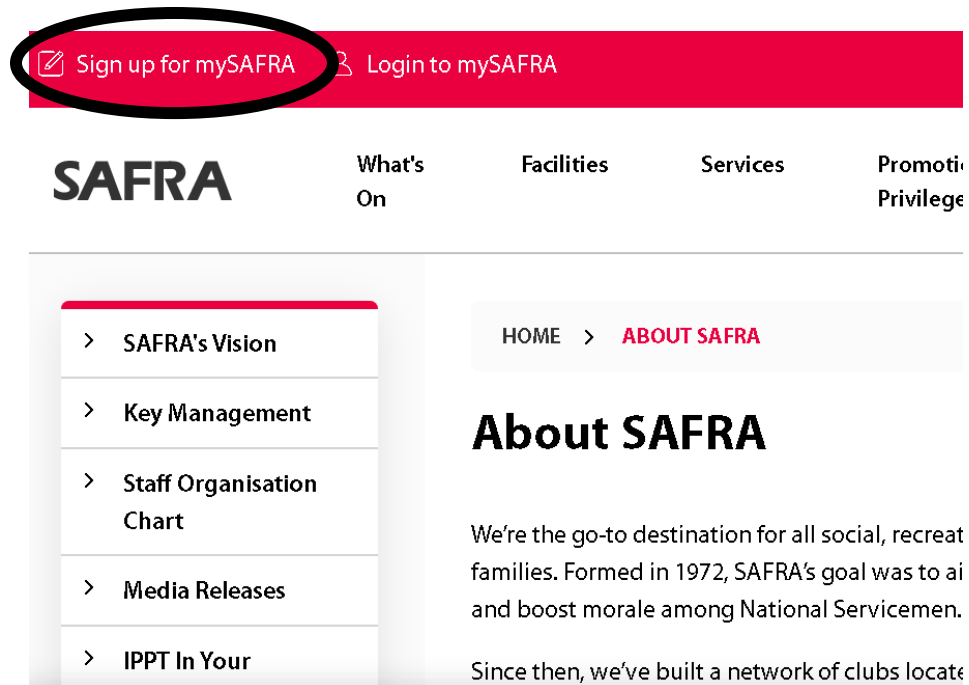 Sign up for mySAFRA
Login to mySAFRA
SAFRA
What's
On
Facilities
Services
SAFRA's Vision
Key Management
Staff Organisation
Chart
Media Releases
IPPT In Your
HOME > ABOUT SAFRA
About SAFRA
We're the go-to destination for all social,
families. Formed in 1972, SAFRA's goal was to
and boost morale among National Servicemen.
Since then, we've built a network of clubs